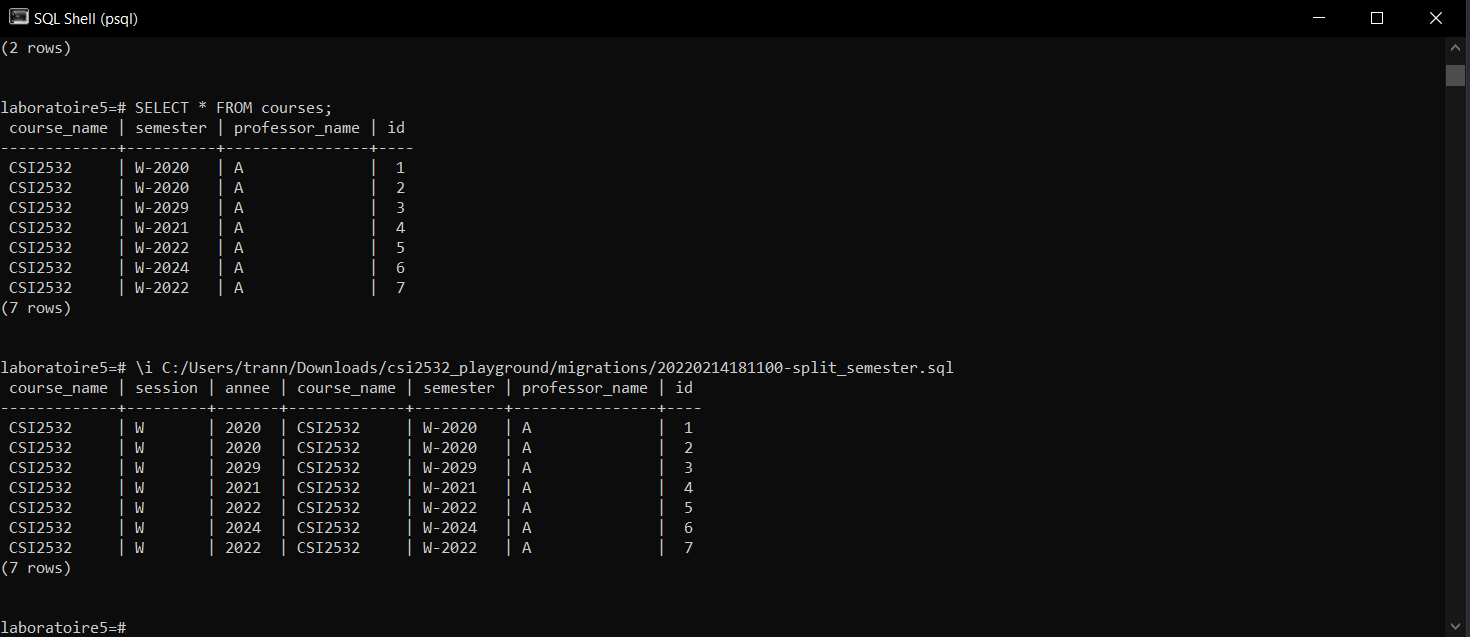 SQL Shell (psql)
(2 rows)
laboratoire5=# SELECT * FROM courses;
 course_name | semester | professor_name | id
-------------+----------+----------------+----
 CSI2532     | W-2020   | A              |  1
 CSI2532     | W-2020   | A              |  2
 CSI2532     | W-2029   | A              |  3
 CSI2532     | W-2021   | A              |  4
 CSI2532     | W-2022   | A              |  5
 CSI2532     | W-2024   | A              |  6
 CSI2532     | W-2022   | A              |  7
(7 rows)
laboratoire5=# \i C:/Users/trann/Downloads/csi2532_playground/migrations/20220214181100-split_semester.sql
 course_name | session | annee | course_name | semester | professor_name | id
-------------+---------+-------+-------------+----------+----------------+----
 CSI2532     | W       | 2020  | CSI2532     | W-2020   | A              |  1
 CSI2532     | W       | 2020  | CSI2532     | W-2020   | A              |  2
 CSI2532     | W       | 2029  | CSI2532     | W-2029   | A              |  3
 CSI2532     | W       | 2021  | CSI2532     | W-2021   | A              |  4
 CSI2532     | W       | 2022  | CSI2532     | W-2022   | A              |  5
 CSI2532     | W       | 2024  | CSI2532     | W-2024   | A              |  6
 CSI2532     | W       | 2022  | CSI2532     | W-2022   | A              |  7
(7 rows)
laboratoire5=#